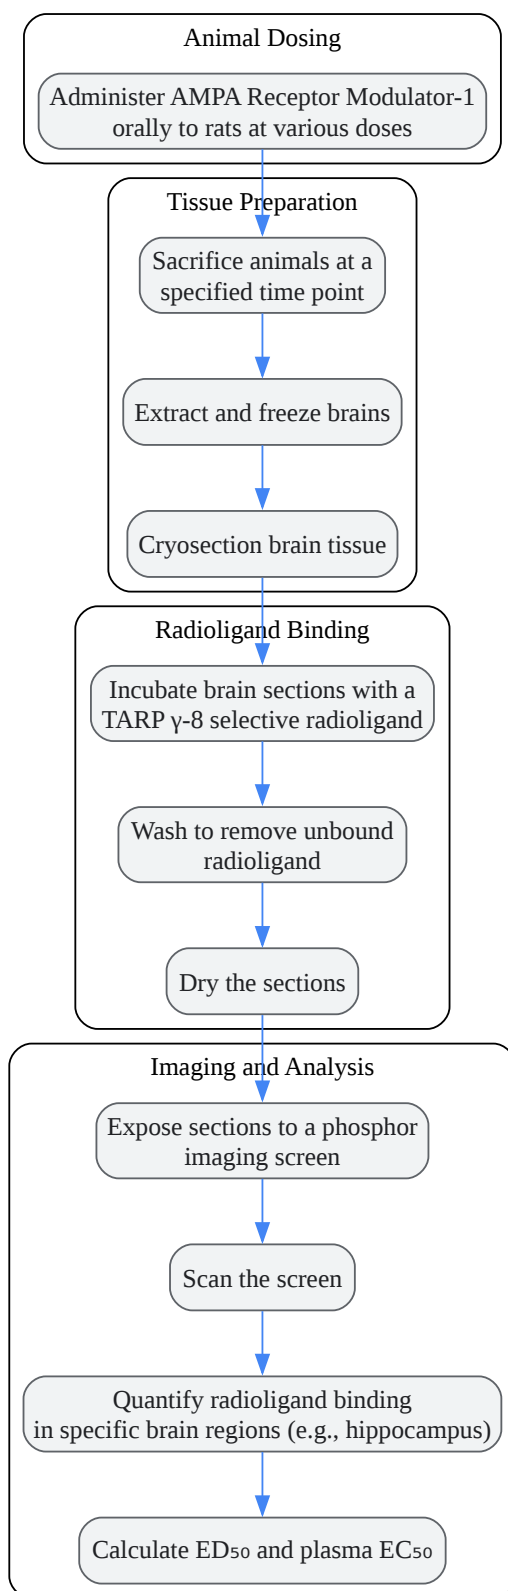 Animal Dosing
Administer AMPA Receptor Modulator-1
orally to rats at various doses
Tissue Preparation
Sacrifice animals at a
specified time point
Extract and freeze brains
Cryosection brain tissue
Radioligand Binding
Incubate brain sections with a
TARP γ-8 selective radioligand
Wash to remove unbound
radioligand
Dry the sections
Imaging and Analysis
Expose sections to a phosphor
imaging screen
Scan the screen
Quantify radioligand binding
in specific brain regions (e.g., hippocampus)
Calculate ED₅₀ and plasma EC₅₀